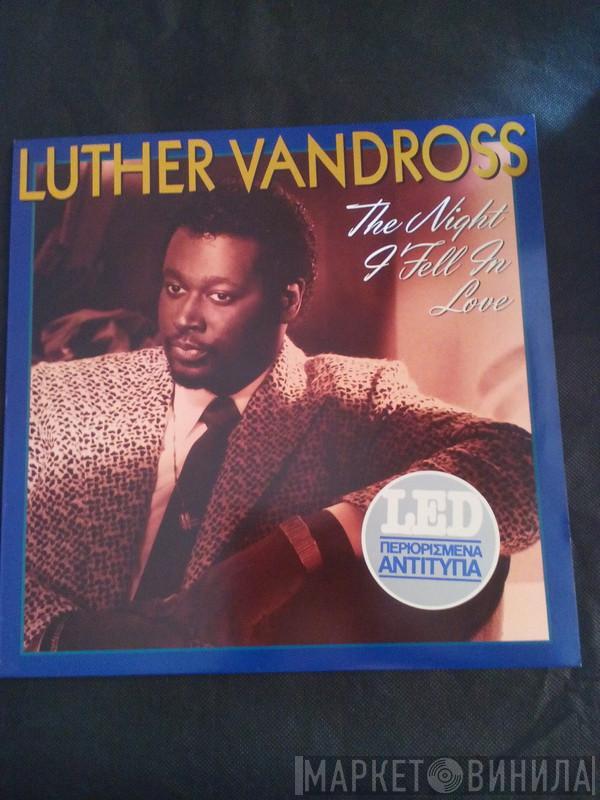 LUTHER VANDROSS
The Night
I Fell In
Love
LED
ΠΕΡΙΟΡΙΣΜΕΝΑ
ΑΝΤΙΤΥΠΑ
МАРКЕТ ВИНИЛА